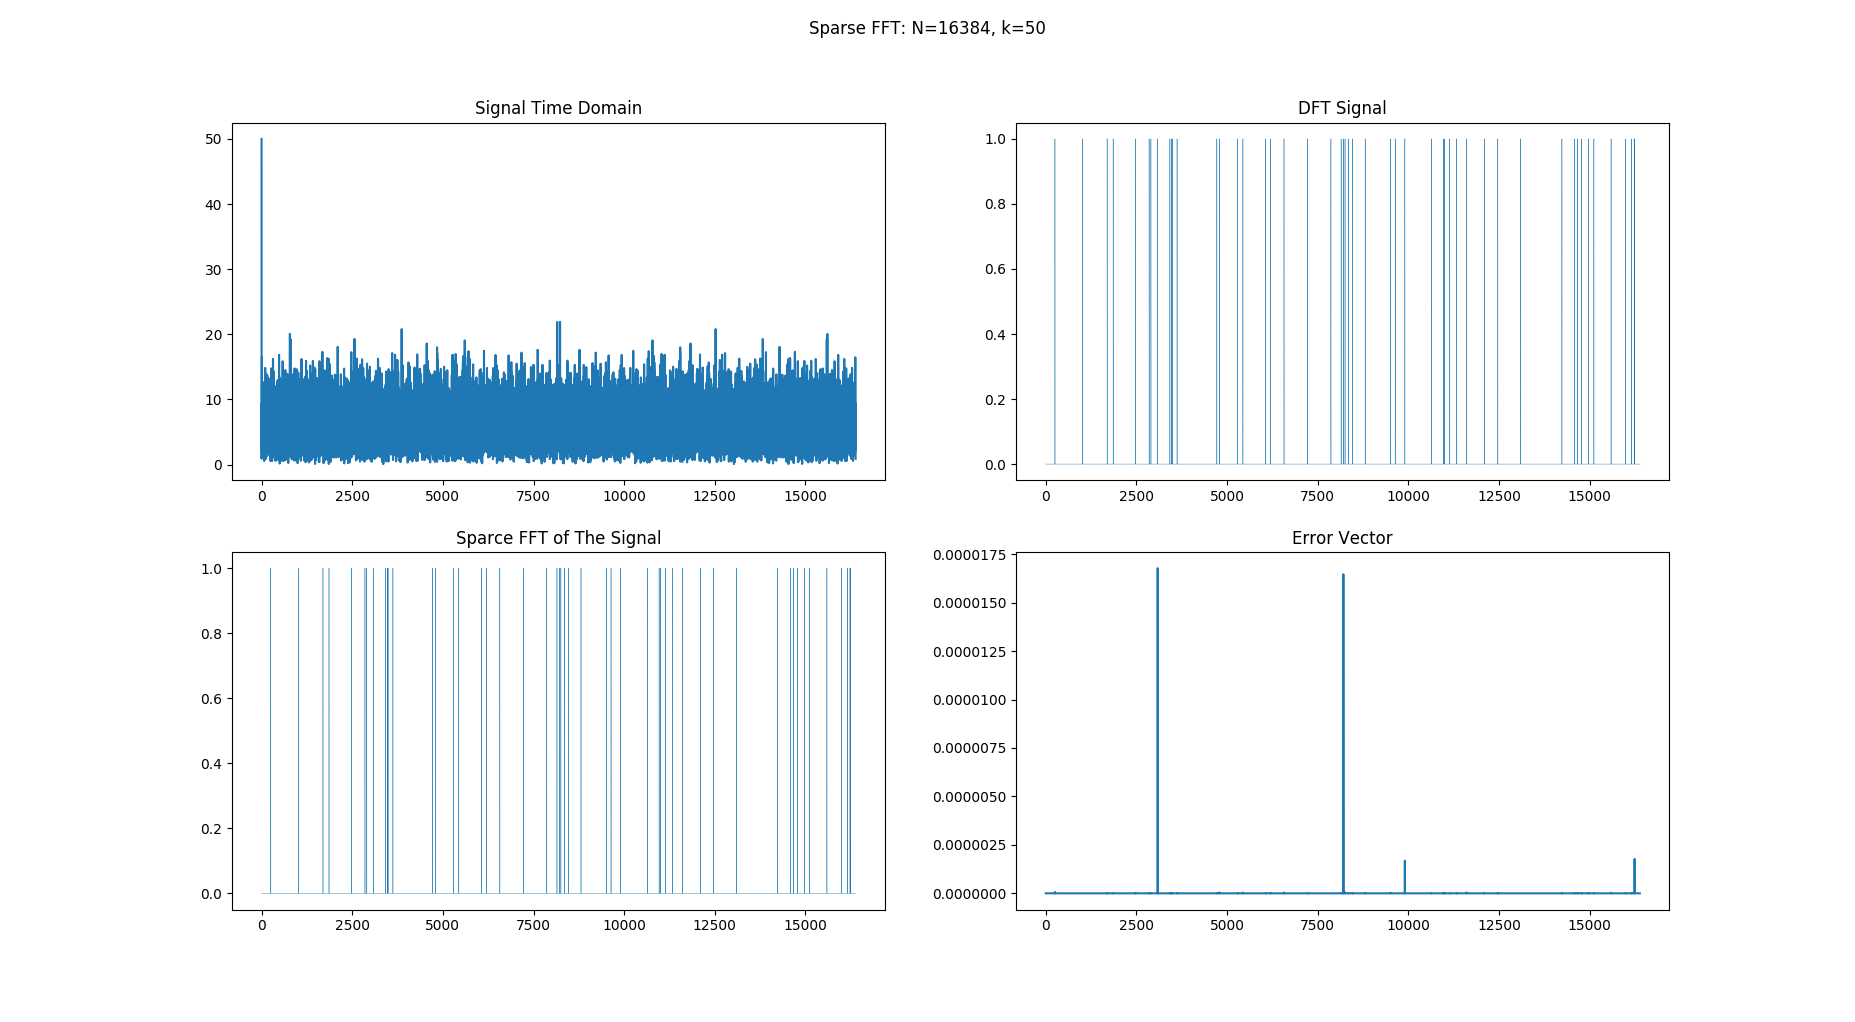 Sparse FFT: N=16384, k=50
Signal Time Domain
50
40
30
20
10
0
0 2500 5000 7500 10000 12500 15000
DFT Signal
1.0
0.8
0.6
0.4
0.2
0.0
0 2500 5000 7500 10000 12500 15000
Sparce FFT of The Signal
1.0
0.8
0.6
0.4
0.2
0.0
0 2500 5000 7500 10000 12500 15000
Error Vector
0.0000175
0.0000150
0.0000125
0.0000100
0.0000075
0.0000050
0.0000025
0.0000000
0 2500 5000 7500 10000 12500 15000